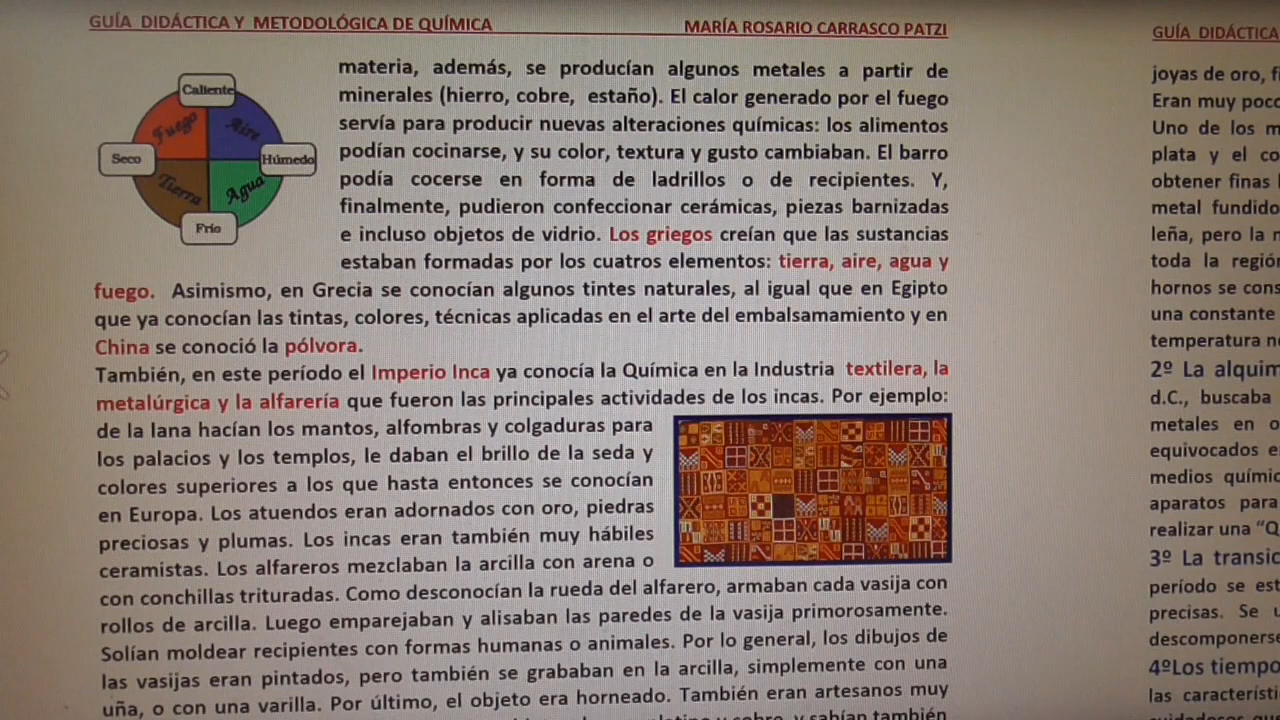 GUÍA DIDÁCTICA Y METODOLÓGICA DE QUÍMICA MARÍA ROSARIO CARRASCO PATZI
Caliente
Fuego Aire
Seco Húmedo
Tierra Agua
Frío
materia, además, se producían algunos metales a partir de
minerales (hierro, cobre, estaño). El calor generado por el fuego
servía para producir nuevas alteraciones químicas: los alimentos
podían cocinarse, y su color, textura y gusto cambiaban. El barro
podía cocerse en forma de ladrillos o de recipientes. Y,
finalmente, pudieron confeccionar cerámicas, piezas barnizadas
e incluso objetos de vidrio. Los griegos creían que las sustancias
estaban formadas por los cuatros elementos: tierra, aire, agua y
fuego. Asimismo, en Grecia se conocían algunos tintes naturales, al igual que en Egipto
que ya conocían las tintas, colores, técnicas aplicadas en el arte del embalsamamiento y en
China se conoció la pólvora.
También, en este período el Imperio Inca ya conocía la Química en la Industria textilera, la
metalúrgica y la alfarería que fueron las principales actividades de los incas. Por ejemplo:
de la lana hacían los mantos, alfombras y colgaduras para
los palacios y los templos, le daban el brillo de la seda y
colores superiores a los que hasta entonces se conocían
en Europa. Los atuendos eran adornados con oro, piedras
preciosas y plumas. Los incas eran también muy hábiles
ceramistas. Los alfareros mezclaban la arcilla con arena o
con conchillas trituradas. Como desconocían la rueda del alfarero, armaban cada vasija con
rollos de arcilla. Luego emparejaban y alisaban las paredes de la vasija primorosamente.
Solían moldear recipientes con formas humanas o animales. Por lo general, los dibujos de
las vasijas eran pintados, pero también se grababan en la arcilla, simplemente con una
uña, o con una varilla. Por último, el objeto era horneado. También eran artesanos muy
y cobre, y sabían también
GUÍA DIDÁCTICA
joyas de oro,
Eran muy poco
Uno de los
plata y el
obtener finas
metal fundido
leña, pero la
toda la región
hornos se
una constante
temperatura
2º La
d.C., buscaba
metales en
equivocados
medios
aparatos para
realizar una
3º La
período se
precisas. Se
4ºLos
las